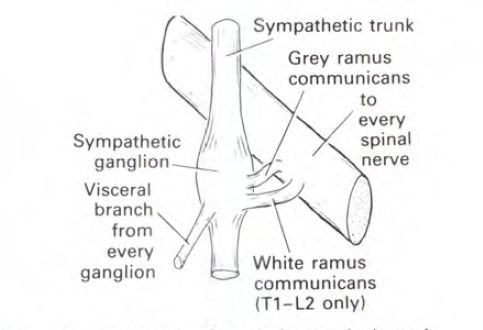 Sympathetic trunk
Grey ramus
communicans
to
every
spinal
nerve
Sympathetic
ganglion
Visceral
branch
from
every
ganglion
White ramus
communicans
(T1–L2 only)